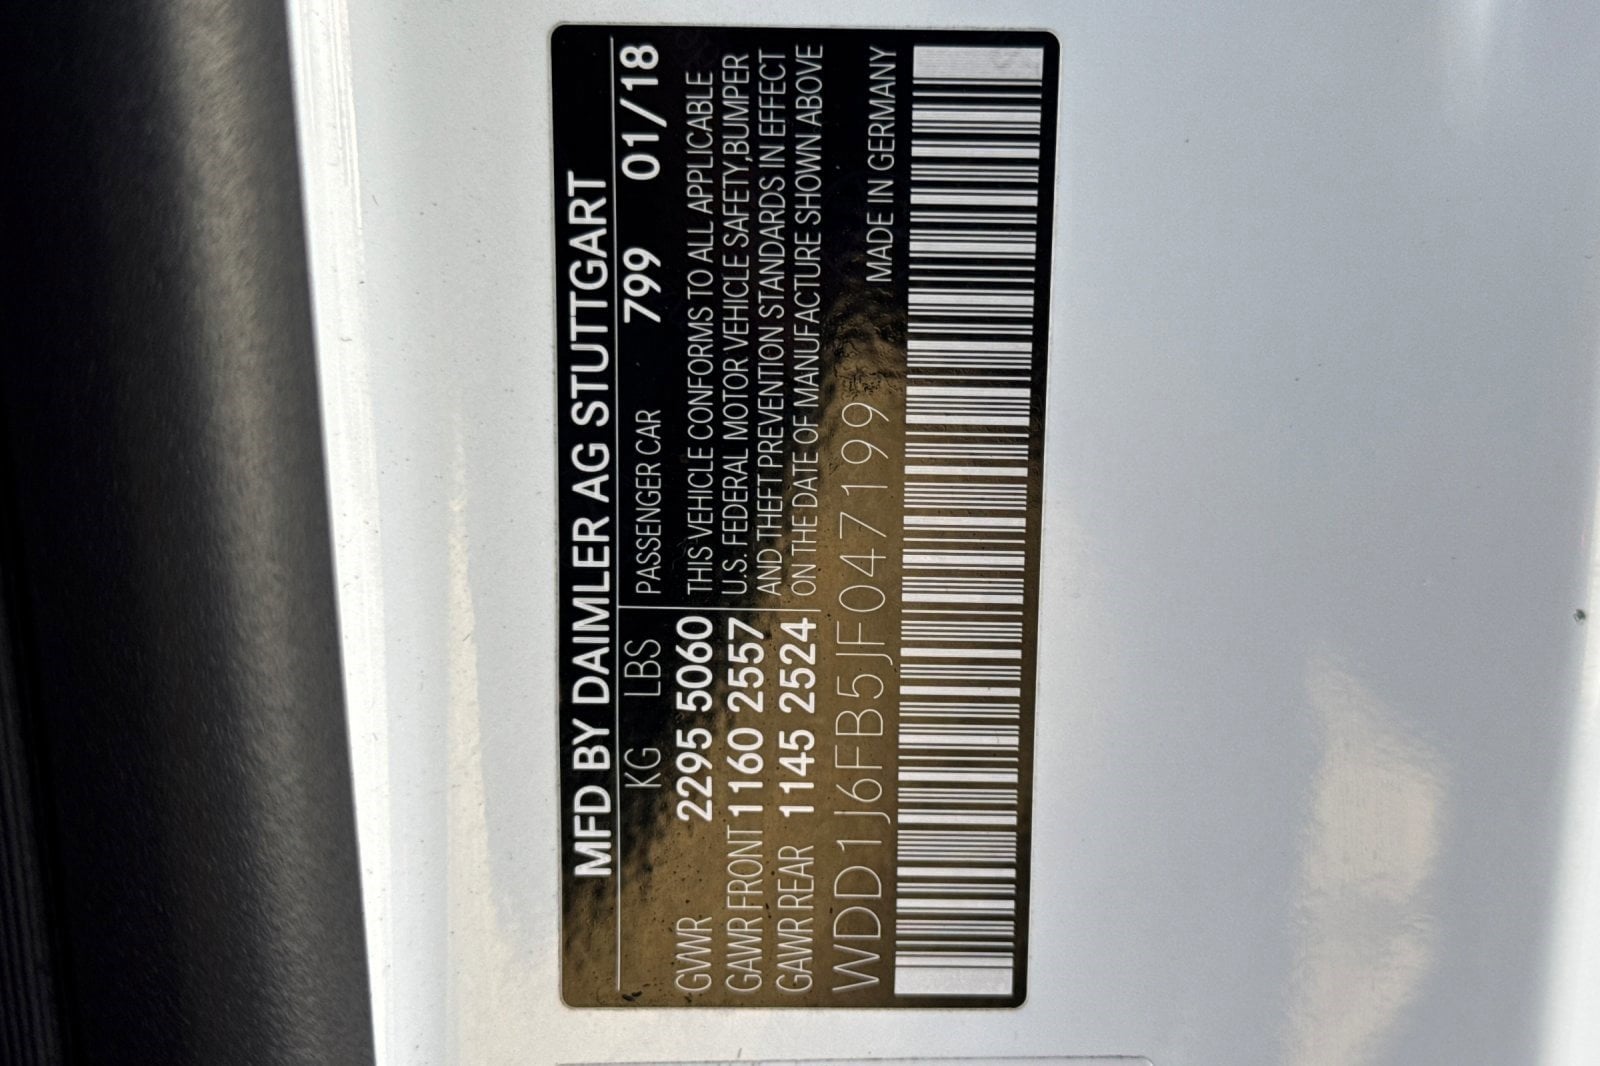 MFD BY DAIMLER AG STUTTGART
KG LBS PASSENGER CAR 799 01/18
GWWR 2295 5060 THIS VEHICLE CONFORMS TO ALL APPLICABLE
GAWR FRONT 1160 2557 U.S. FEDERAL MOTOR VEHICLE SAFETY,BUMPER
AND THEFT PREVENTION STANDARDS IN EFFECT
GAWR REAR 1145 2524 ON THE DATE OF MANUFACTURE SHOWN ABOVE
WDD1J6FB5JF047199 MADE IN GERMANY